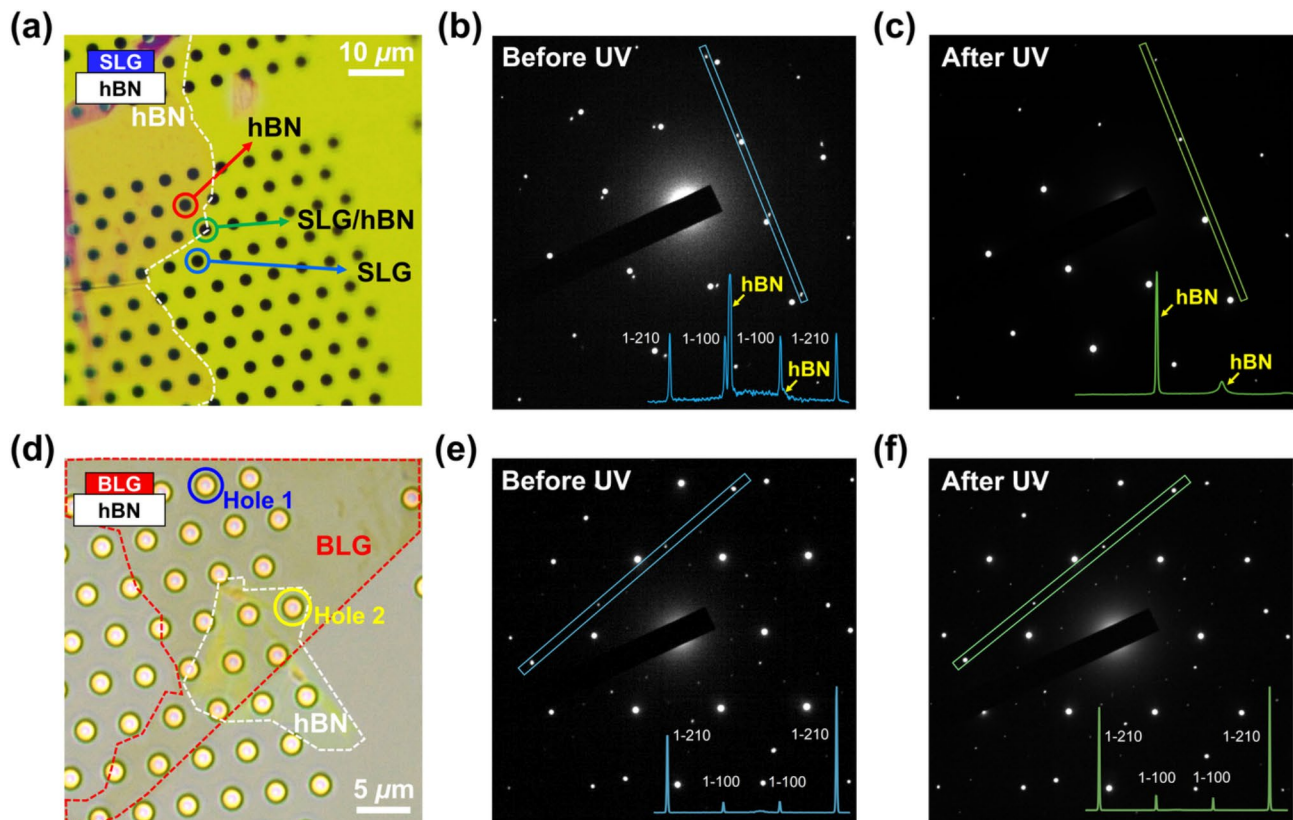 (a)
SLG
hBN
hBN
10 μm
hBN
SLG/hBN
SLG
(b)
Before UV
hBN
1-210
1-100
1-100
1-210
hBN
(c)
After UV
hBN
hBN
(d)
BLG
hBN
Hole 1
BLG
Hole 2
hBN
5 μm
(e)
Before UV
1-210
1-210
1-100
1-100
(f)
After UV
1-210
1-210
1-100
1-100